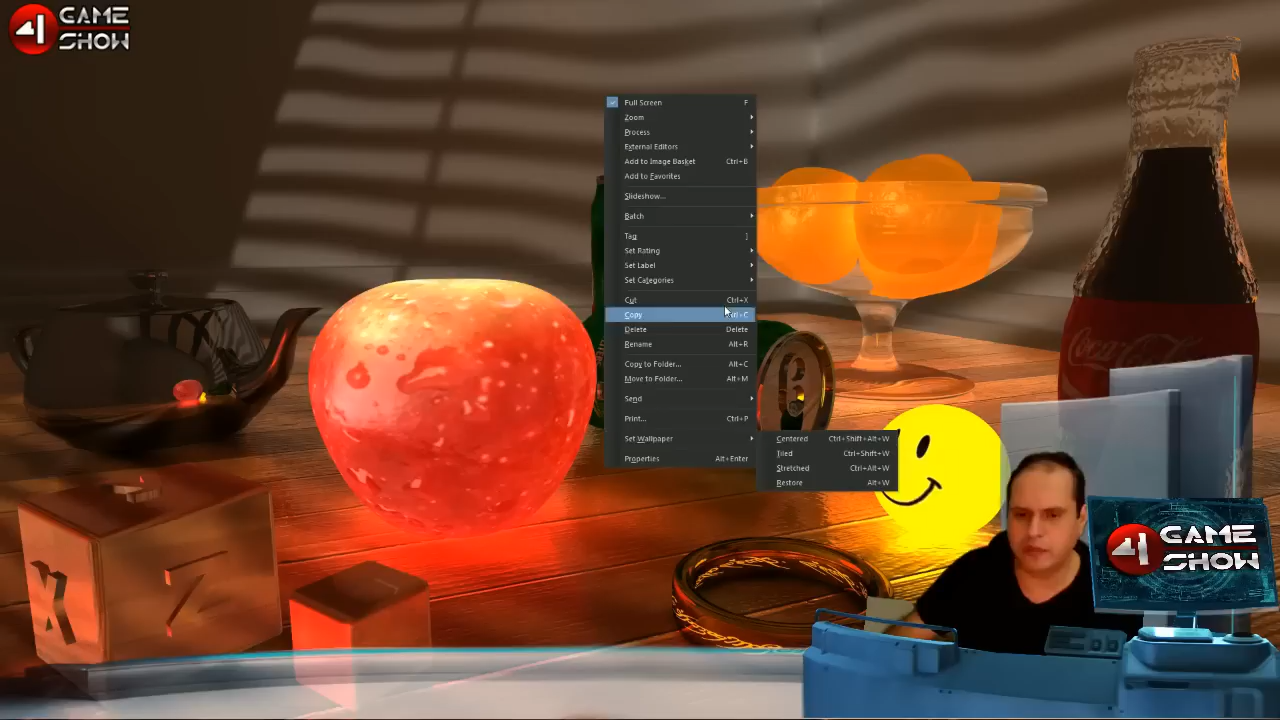 41 GAME
SHOW
Full Screen F
Zoom
Process
External Editors
Add to Image Basket Ctrl+B
Add to Favorites
Slideshow...
Batch
Tag ]
Set Rating
Set Label
Set Categories
Cut Ctrl+X
Copy Ctrl+C
Delete Delete
Rename Alt+R
Copy to Folder... Alt+C
Move to Folder... Alt+M
Send
Print... Ctrl+P
Set Wallpaper
Properties Alt+Enter
Centered Ctrl+Shift+Alt+W
Tiled Ctrl+Shift+W
Stretched Ctrl+Alt+W
Restore Alt+W
Coca-Cola
X Z
41 GAME
SHOW